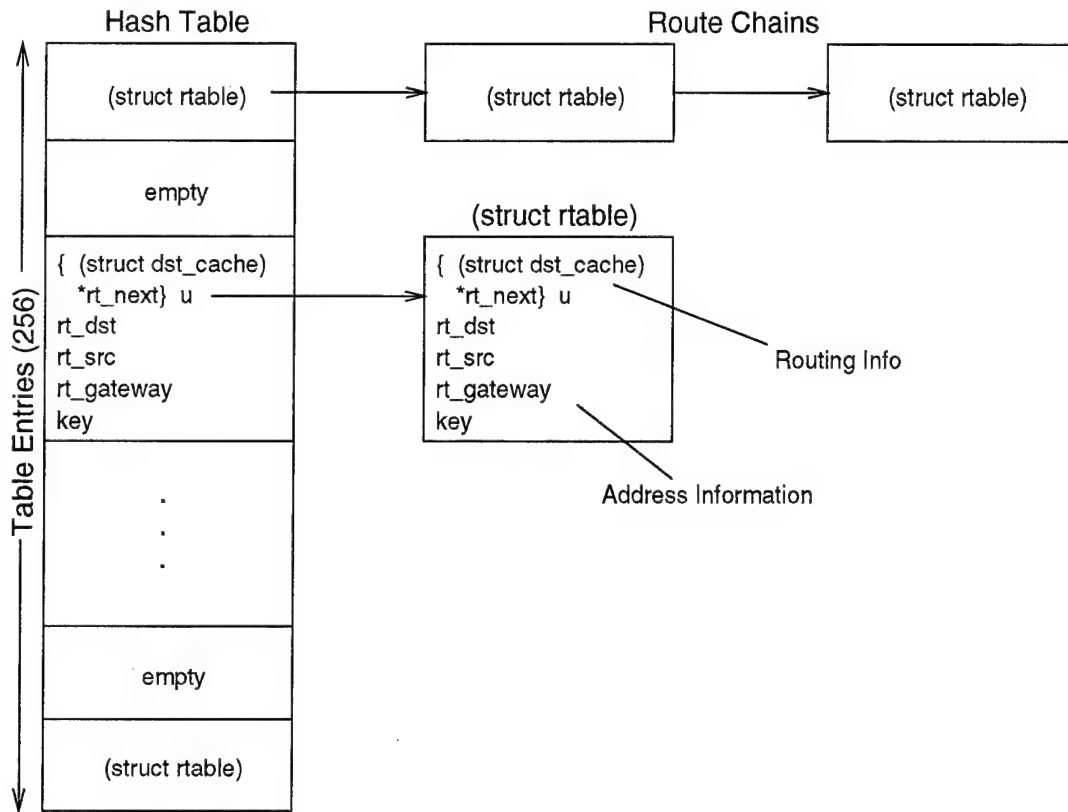 Hash Table
Route Chains
(struct rtable)
(struct rtable)
(struct rtable)
empty
(struct rtable)
{ (struct dst_cache)
*rt_next} u
rt_dst
rt_src
rt_gateway
key
{ (struct dst_cache)
*rt_next} u
rt_dst
rt_src
rt_gateway
key
Routing Info
Address Information
Table Entries (256)
empty
(struct rtable)